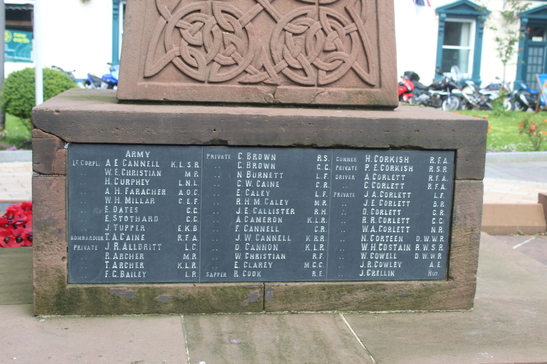 ARMY
LT CORPL. A.E CANNELL K.L.S.R.
W.E CHRISTIAN M.R.
H. CURPHEY L.N.L.
A.H. FARACHER A.O.C.
W.H. MILLAR C.E.F.
E. OATES C.C.
E. STOTHARD C.C.
J. TUPPER E.K.B.
BOMBARDIER T.A. CAINE R.F.A.
PRIVATE J.R. ALLDRITT L.C.
R. ARCHER M.R.
T. ARCHER K.L.R.
F.C. BAILEY L.R.
PRIVATE C. BROWN R.S.
C. BROWN C.C.
N. BURNETT L.F.
C.W. CAINE C.R.
E. CALEY L.F.
R.H.M. CALEY M.R.
J.E. CALLISTER R.H.
A. CAMERON K.L.R.
F. CANNELL C.R.
J.W. CANNELL K.R.R.
D. CANNON K.L.R.
W. CHRISTIAN R.F.
E. CLAREY M.C.C.
SAPPER R. COOK R.E.
GUNNER H. CORKISH R.F.A.
PRIVATE P.E CORKISH R.S.R.
DRIVER A. CORLETT R.F.A.
C. CORLETT R.F.A.
PRIVATE J.A. CORLETT L.F.
J.E. CORLETT
D. CORLETT C.R.
R.R. CORLETT C.C.
W.A. CORLETT L.N.
N. CORTEEN D.W.W.R.
W.H. COSTAIN R.W.S.R.
W. COWELL D.W.R.
J.R. COWLEY A.E.
J. CRELLIN